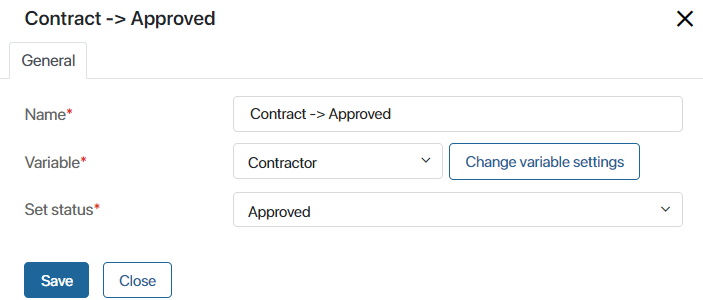 Contract -> Approved
General
Name* Contract -> Approved
Variable* Contractor Change variable settings
Set status* Approved
Save Close